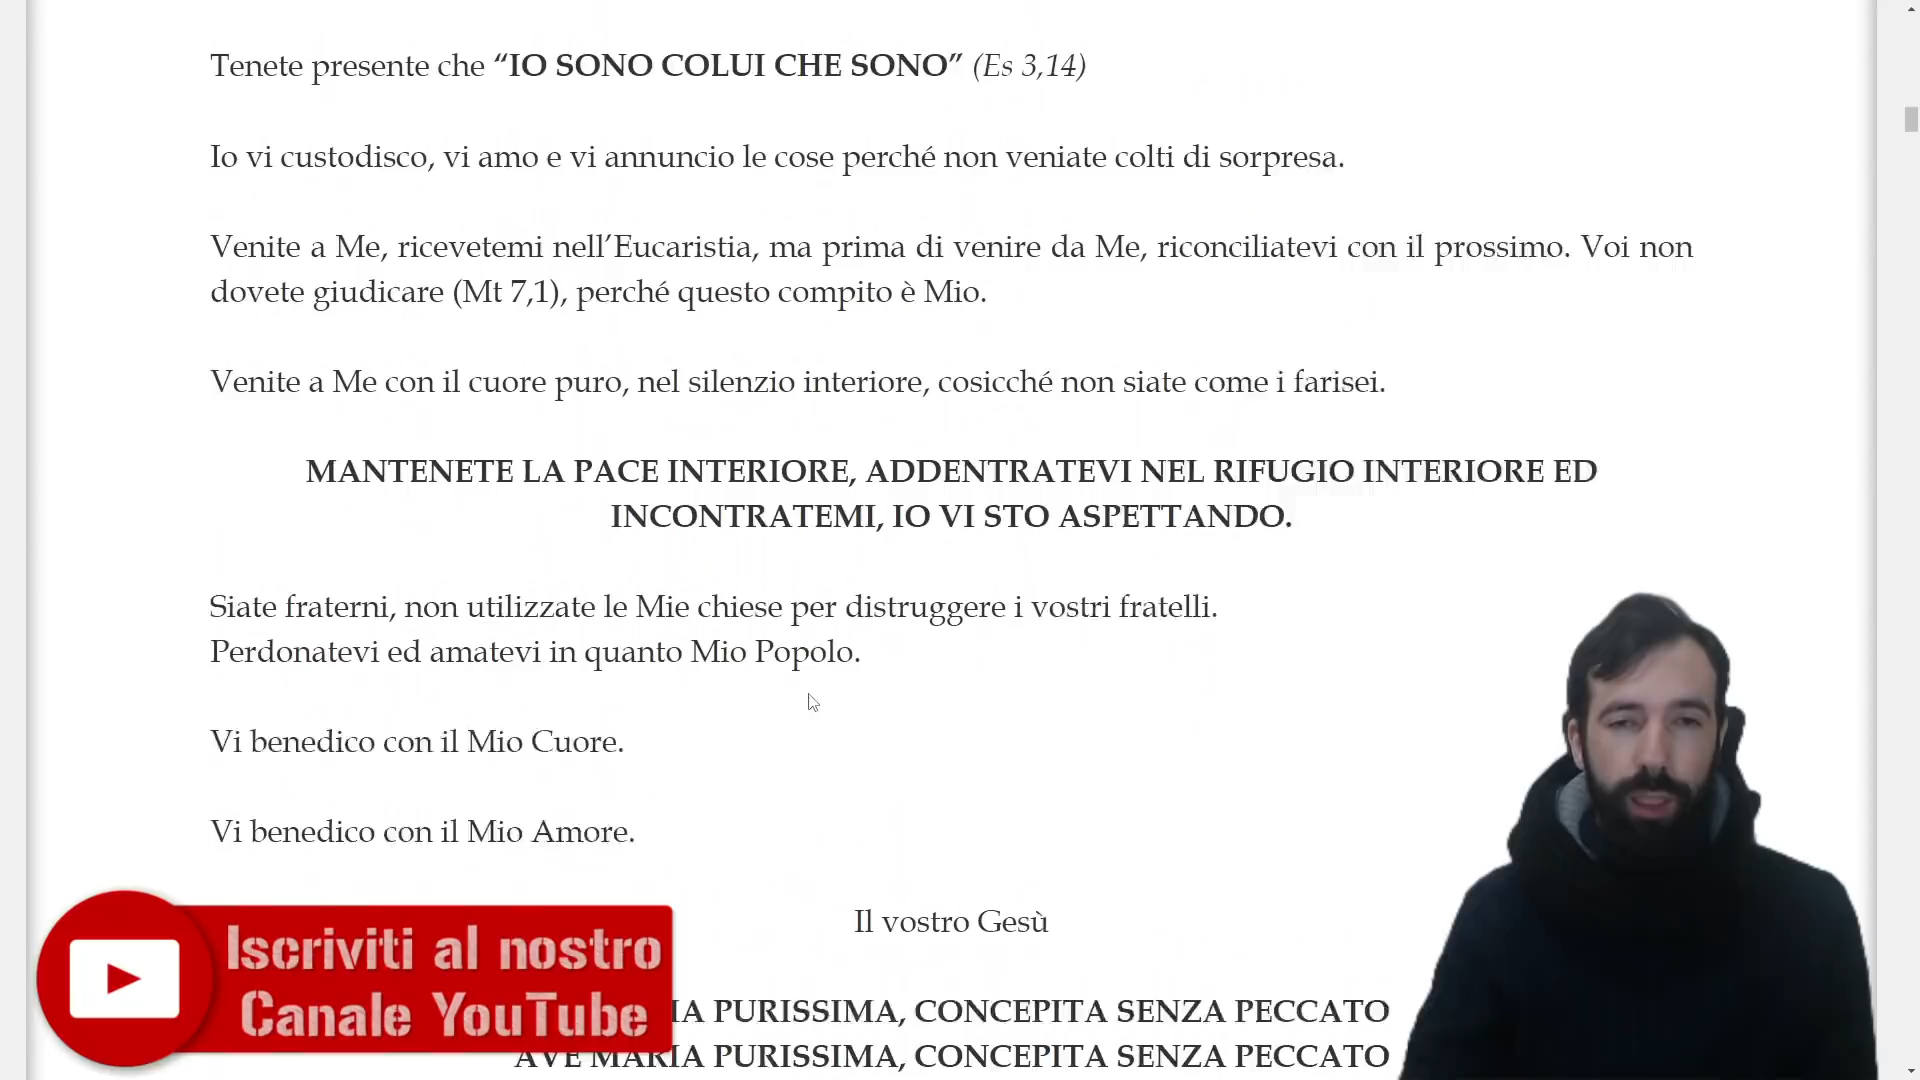 Tenete presente che “IO SONO COLUI CHE SONO” (Es 3,14)
Io vi custodisco, vi amo e vi annuncio le cose perché non veniate colti di sorpresa.
Venite a Me, ricevetemi nell’Eucaristia, ma prima di venire da Me, riconciliatevi con il prossimo. Voi non
dovete giudicare (Mt 7,1), perché questo compito è Mio.
Venite a Me con il cuore puro, nel silenzio interiore, cosicché non siate come i farisei.
MANTENETE LA PACE INTERIORE, ADDENTRATEVI NEL RIFUGIO INTERIORE ED
INCONTRATEMI, IO VI STO ASPETTANDO.
Siate fraterni, non utilizzate le Mie chiese per distruggere i vostri fratelli.
Perdonatevi ed amatevi in quanto Mio Popolo.
Vi benedico con il Mio Cuore.
Vi benedico con il Mio Amore.
Il vostro Gesù
Iscriviti al nostro
Canale YouTube
PURISSIMA, CONCEPITA SENZA PECCATO
AVE MARIA PURISSIMA, CONCEPITA SENZA PECCATO